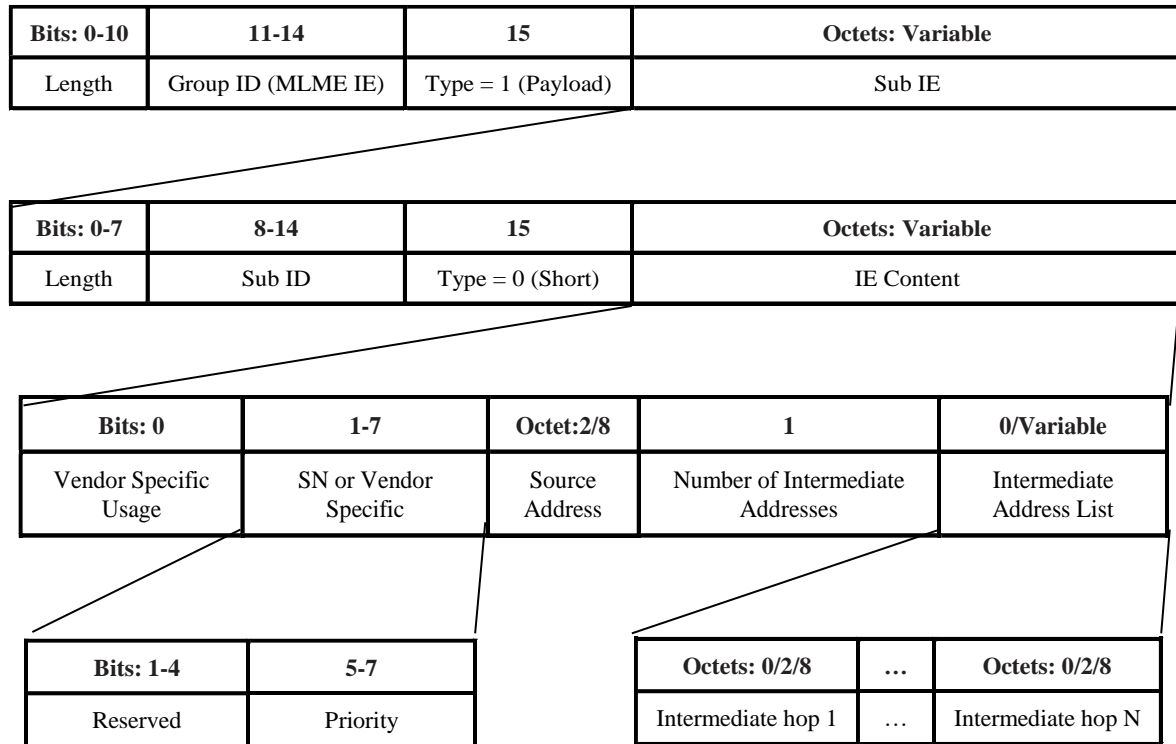 Bits: 0-10 11-14 15 Octets: Variable
Length Group ID (MLME IE) Type = 1 (Payload) Sub IE
Bits: 0-7 8-14 15 Octets: Variable
Length Sub ID Type = 0 (Short) IE Content
Bits: 0 1-7 Octet:2/8 1 0/Variable
Vendor Specific SN or Vendor Source Number of Intermediate Intermediate
Usage Specific Address Addresses Address List
Bits: 1-4 5-7 Octets: 0/2/8 … Octets: 0/2/8
Reserved Priority Intermediate hop 1 … Intermediate hop N